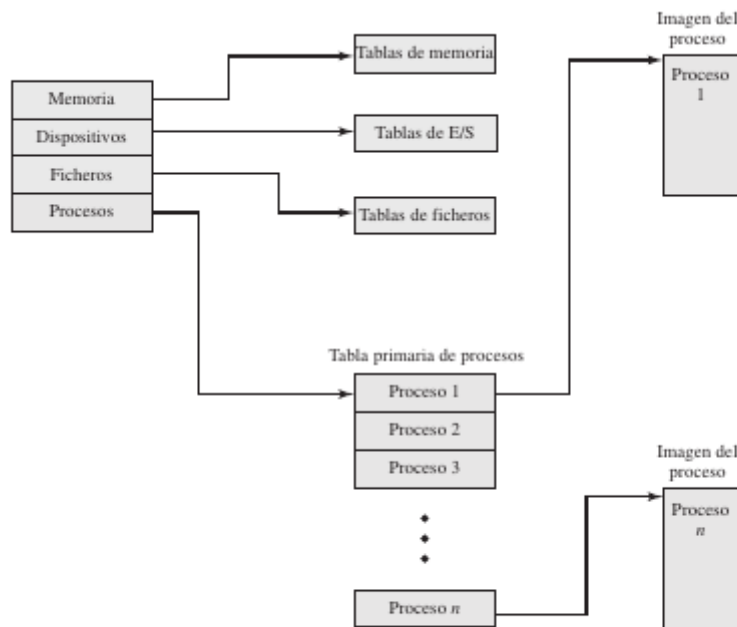 Imagen del
proceso
Tablas de memoria
Proceso
1
Memoria
Dispositivos
Tablas de E/S
Ficheros
Procesos
Tablas de ficheros
Tabla primaria de procesos
Proceso 1
Proceso 2
Proceso 3
Imagen del
proceso
Proceso
n
Proceso n